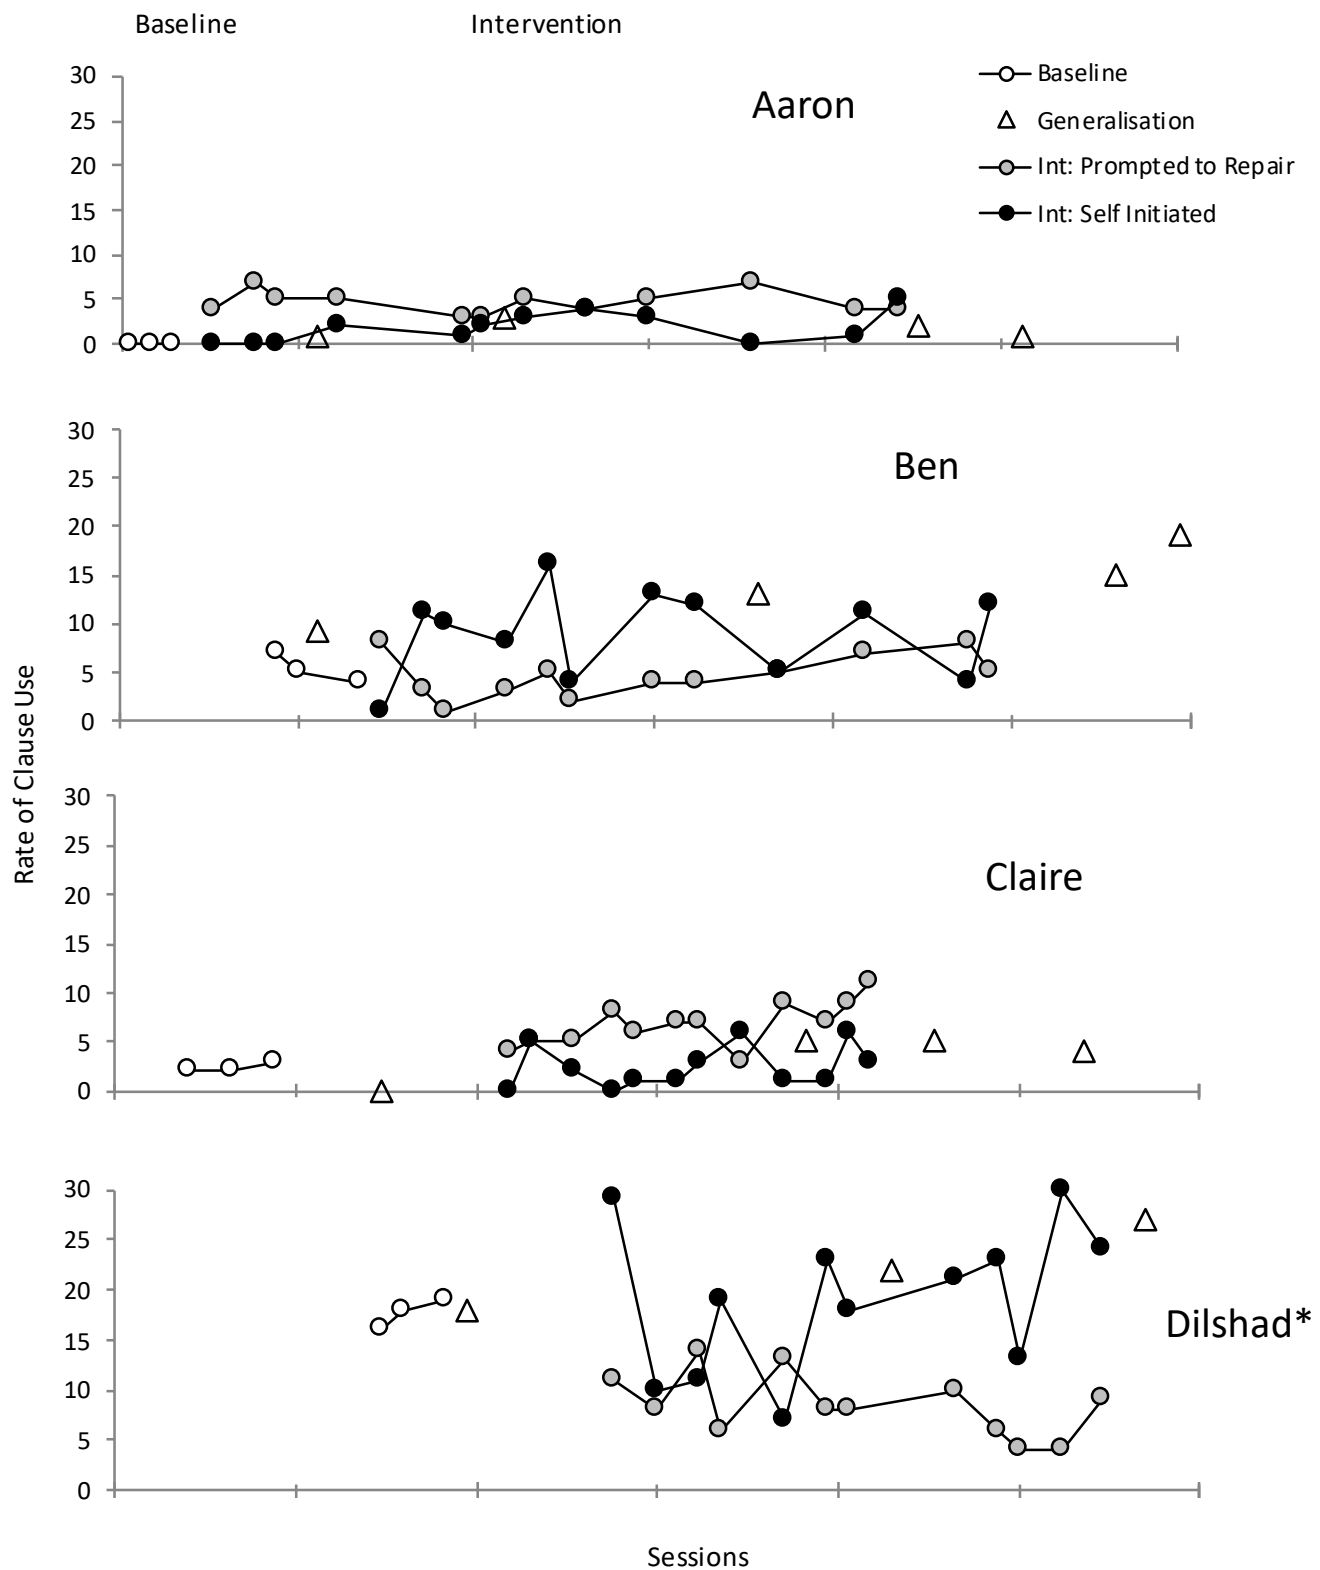 Baseline Intervention
Aaron
Baseline
Generalisation
Int: Prompted to Repair
Int: Self Initiated
30
25
20
15
10
5
0
Ben
30
25
20
15
10
5
0
Rate of Clause Use
Claire
30
25
20
15
10
5
0
Dilshad*
30
25
20
15
10
5
0
Sessions